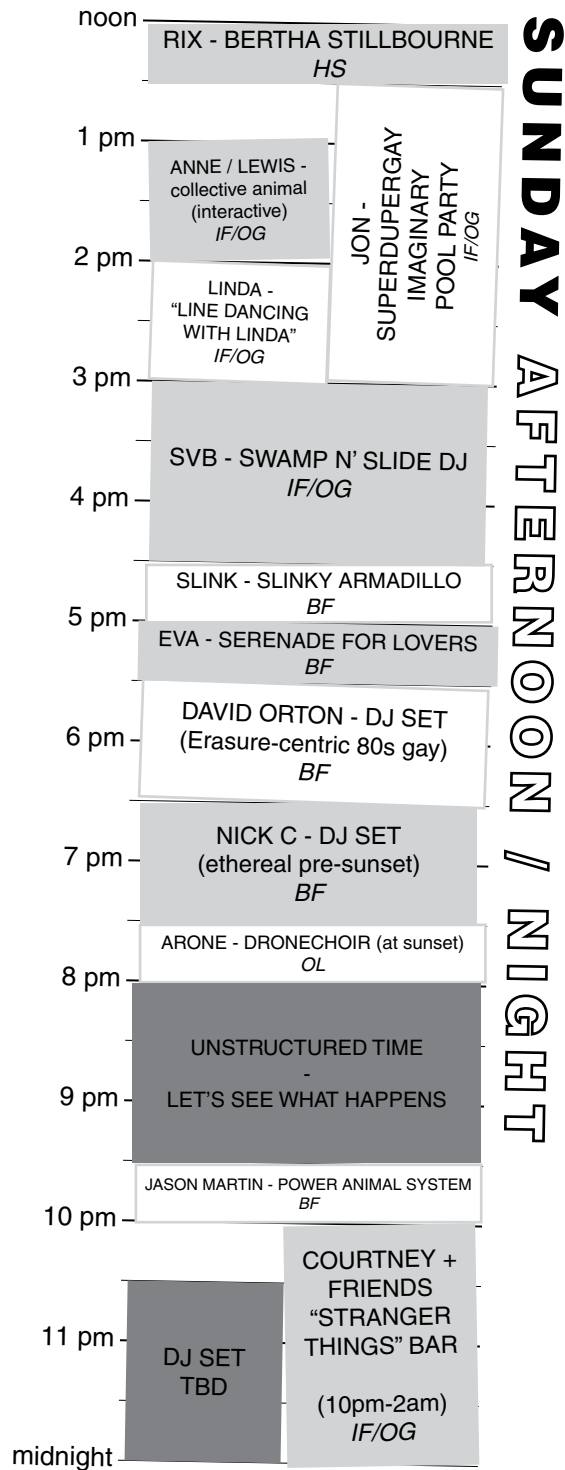 SUNDAY AFTERNOON / NIGHT
noon
RIX - BERTHA STILLBOURNE
HS
1 pm
ANNE / LEWIS -
collective animal
(interactive)
IF/OG
JON -
SUPERDUPERGAY
IMAGINARY
POOL PARTY
IF/OG
2 pm
LINDA -
“LINE DANCING
WITH LINDA”
IF/OG
3 pm
SVB - SWAMP N’ SLIDE DJ
IF/OG
4 pm
SLINK - SLINKY ARMADILLO
BF
5 pm
EVA - SERENADE FOR LOVERS
BF
DAVID ORTON - DJ SET
(Erasure-centric 80s gay)
BF
6 pm
NICK C - DJ SET
(ethereal pre-sunset)
BF
7 pm
ARONE - DRONECHOIR (at sunset)
OL
8 pm
UNSTRUCTURED TIME
-
LET’S SEE WHAT HAPPENS
9 pm
JASON MARTIN - POWER ANIMAL SYSTEM
BF
10 pm
COURTNEY +
FRIENDS
“STRANGER
THINGS” BAR
(10pm-2am)
IF/OG
11 pm
DJ SET
TBD
midnight